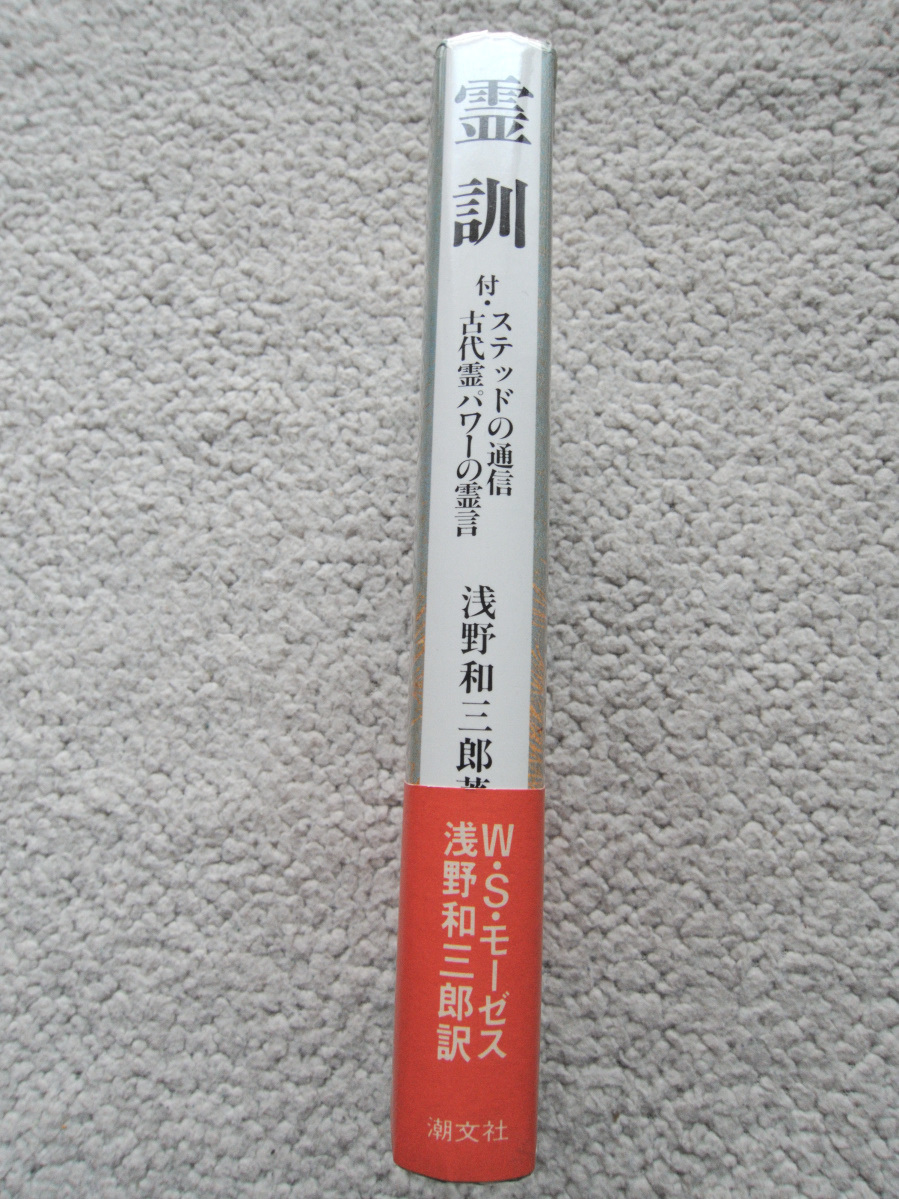 霊訓
付・ステッドの通信
古代霊パワーの霊言
浅野和三郎著
W・S・モーゼス
浅野和三郎訳
潮文社